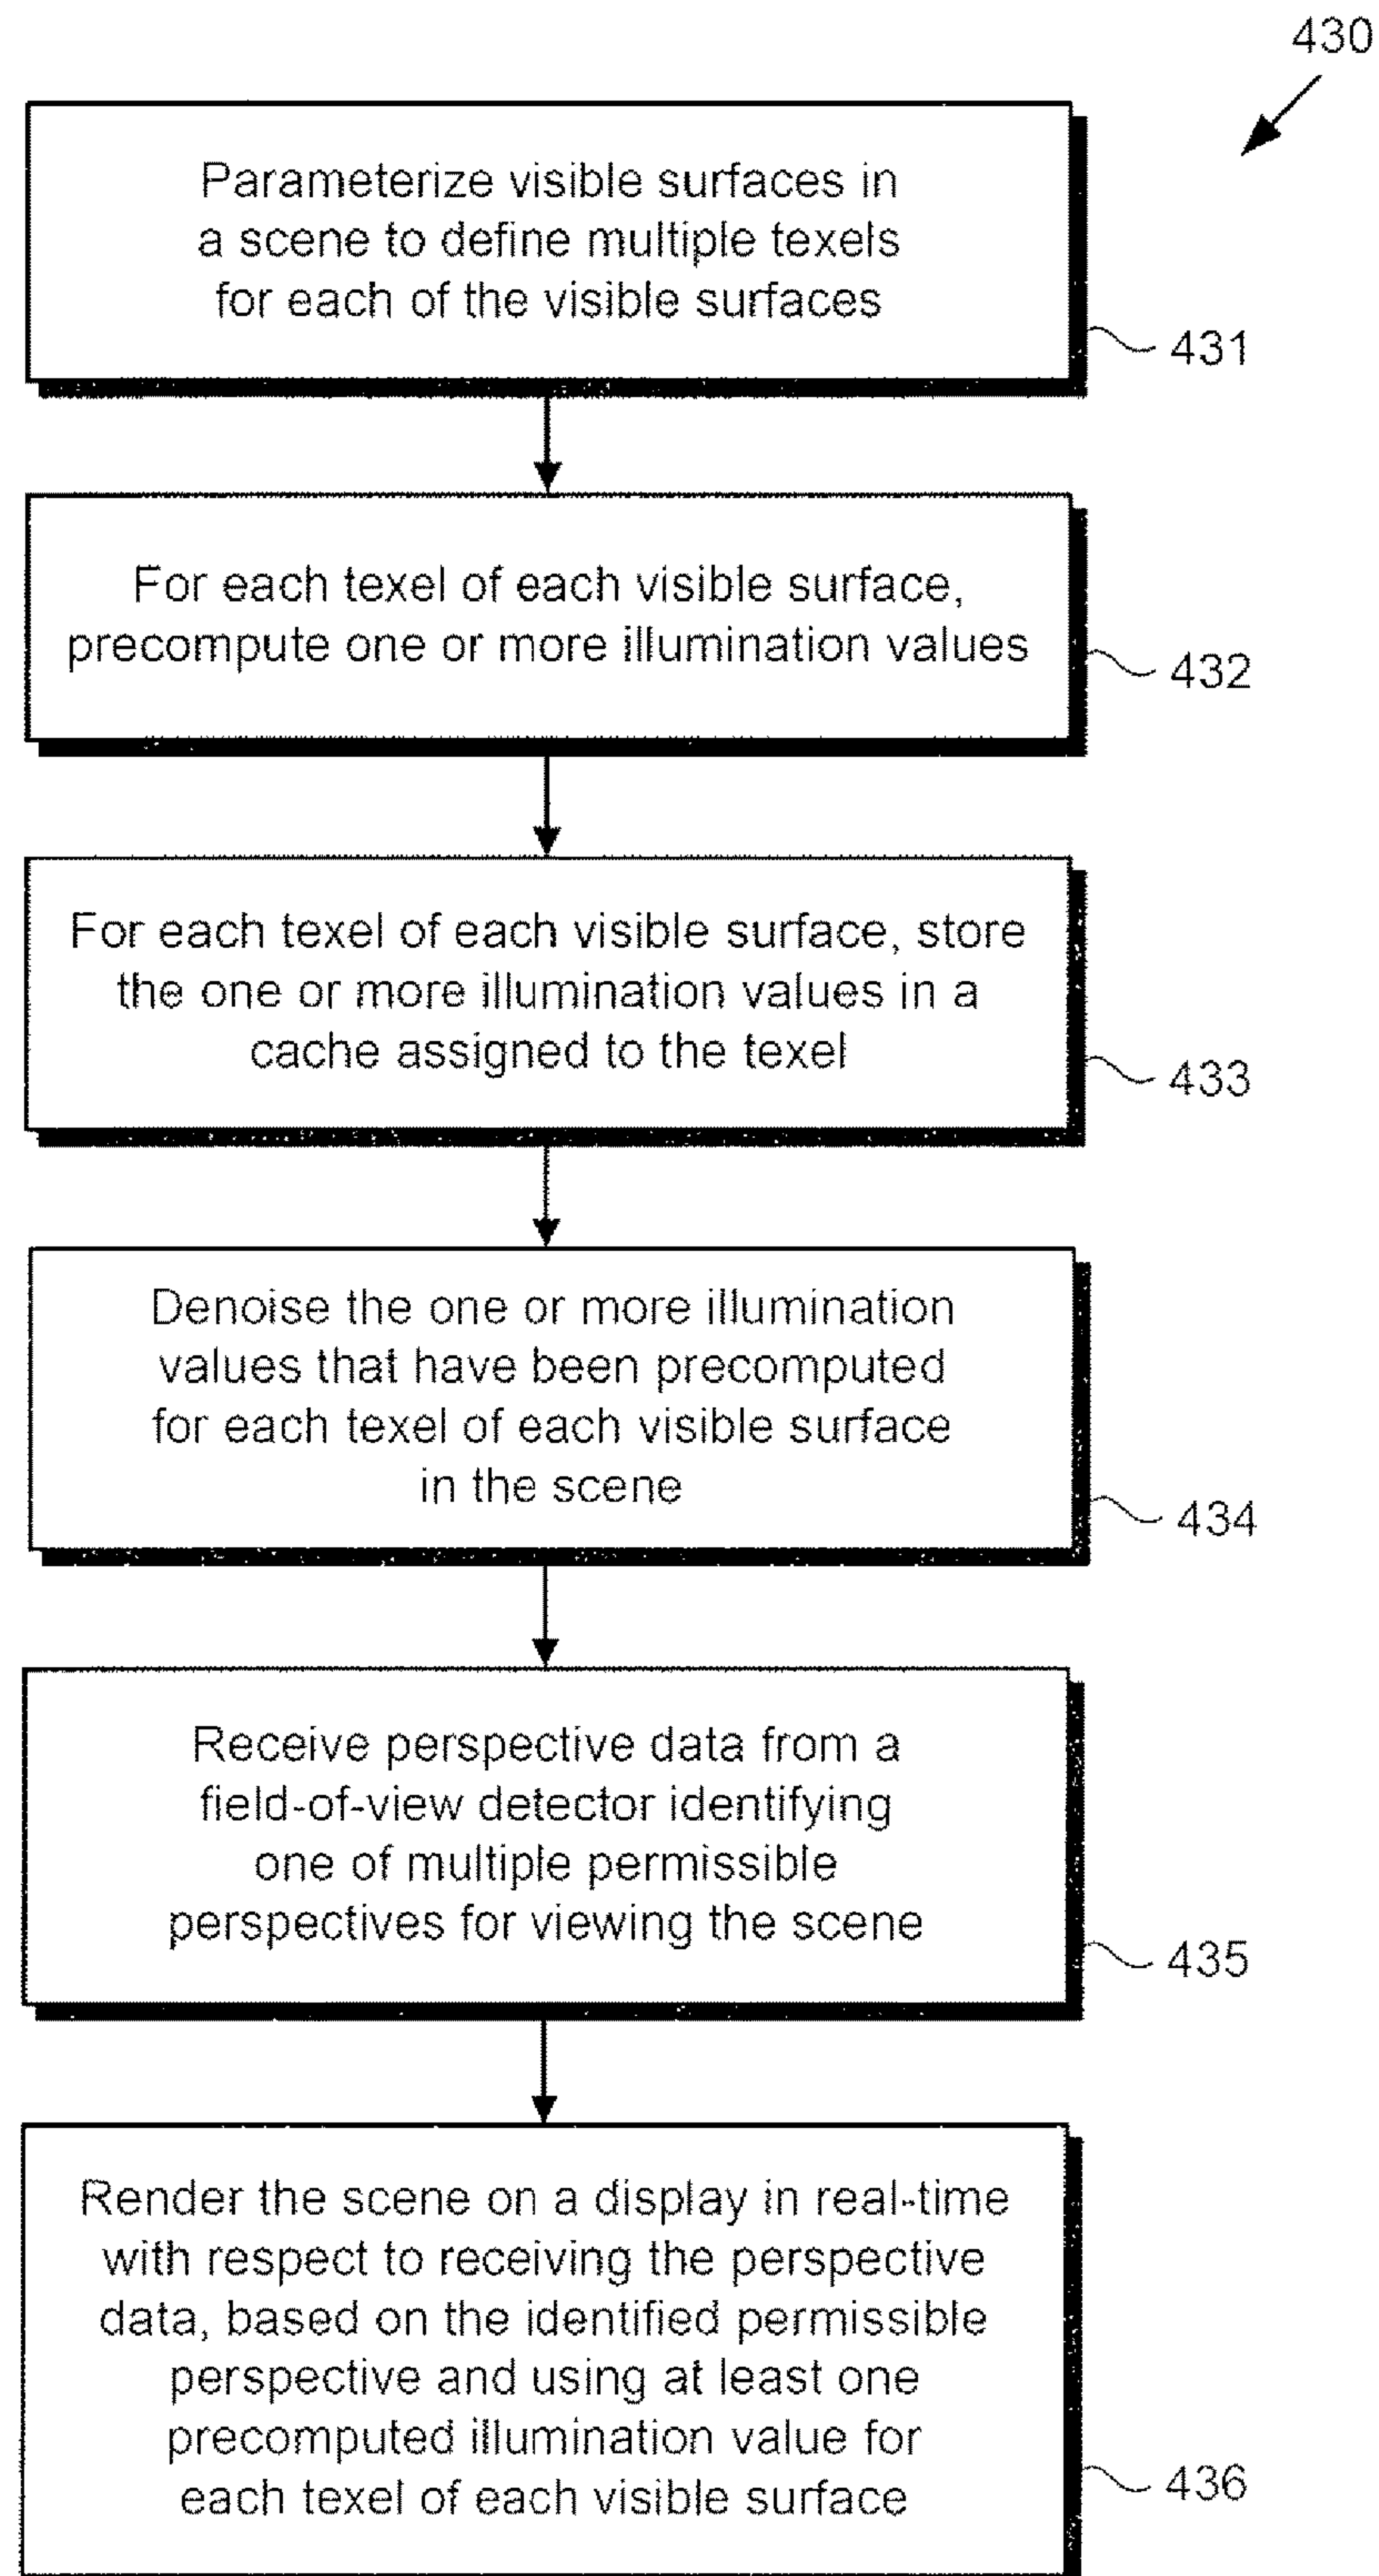 430
Parameterize visible surfaces in
a scene to define multiple texels
for each of the visible surfaces
431
For each texel of each visible surface,
precompute one or more illumination values
432
For each texel of each visible surface, store
the one or more illumination values in a
cache assigned to the texel
433
Denoise the one or more illumination
values that have been precomputed
for each texel of each visible surface
in the scene
434
Receive perspective data from a
field-of-view detector identifying
one of multiple permissible
perspectives for viewing the scene
435
Render the scene on a display in real-time
with respect to receiving the perspective
data, based on the identified permissible
perspective and using at least one
precomputed illumination value for
each texel of each visible surface
436